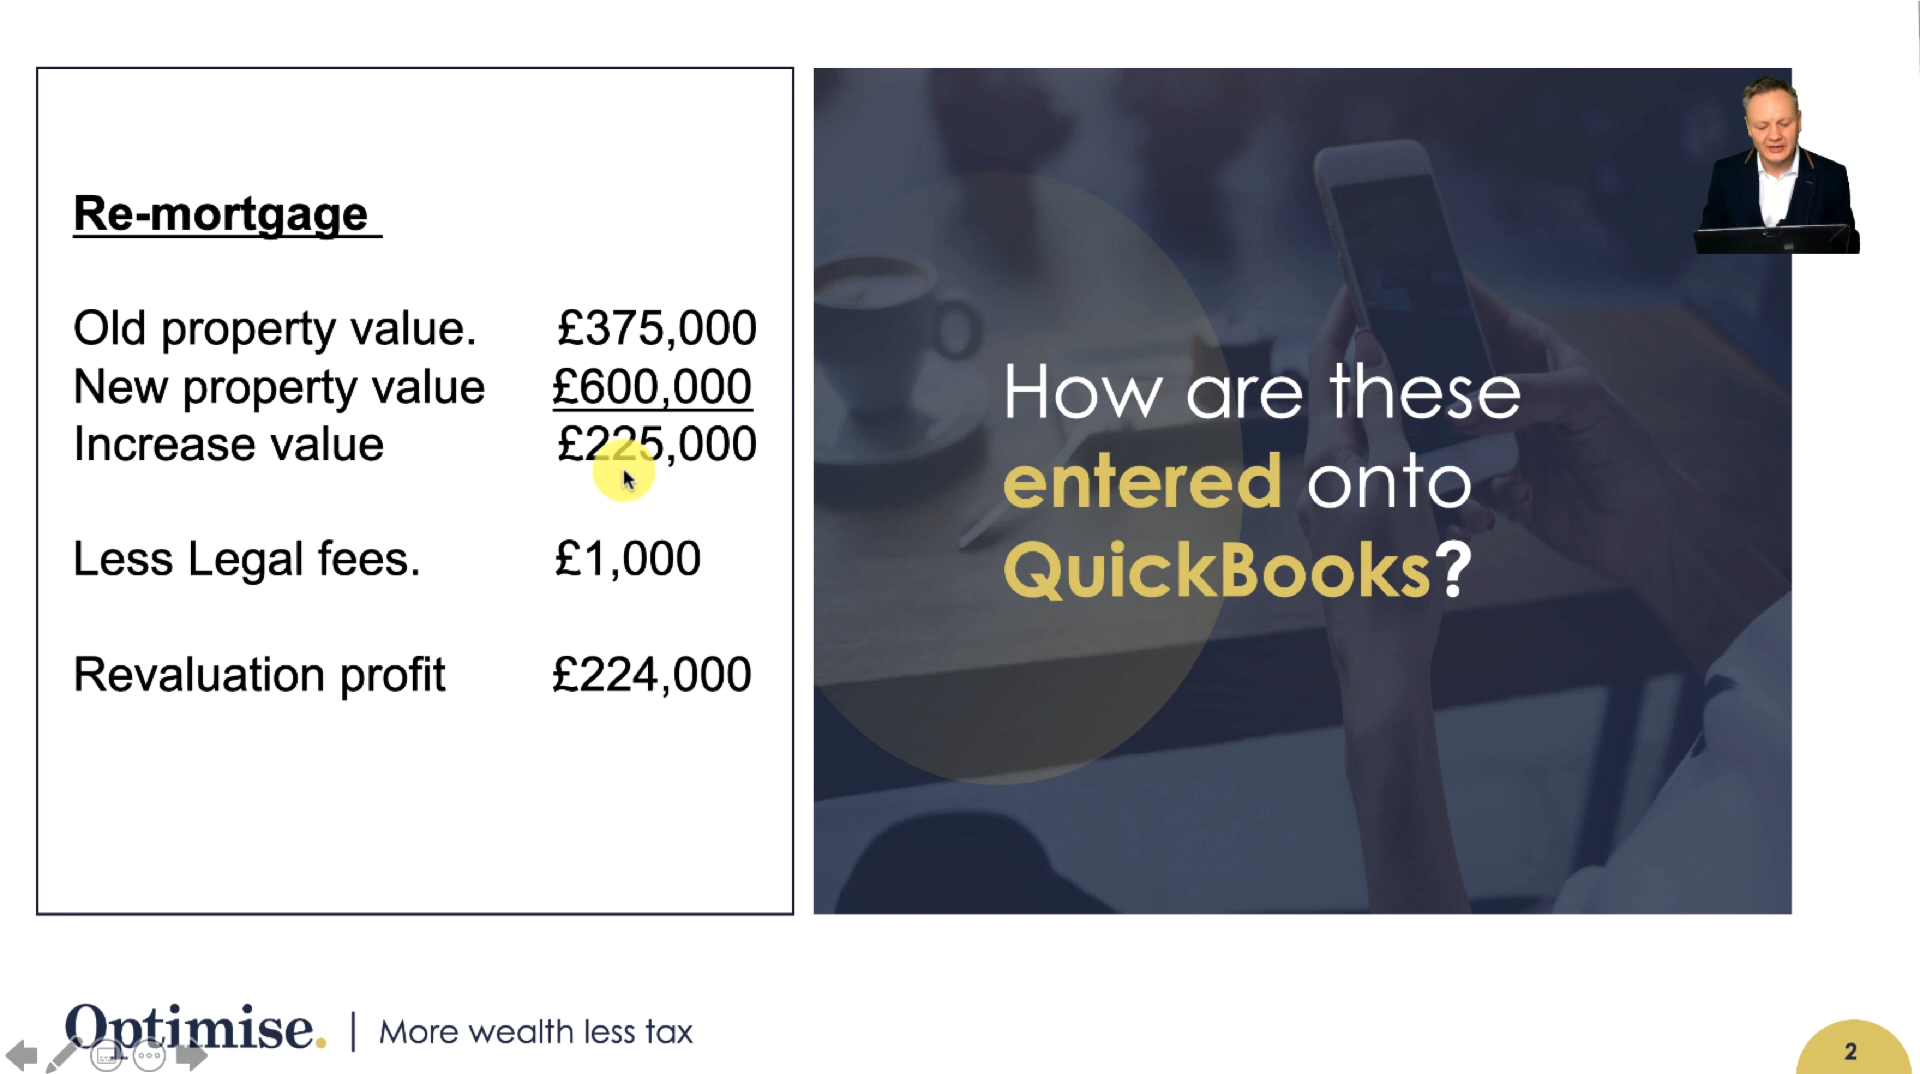 Re-mortgage
Old property value. £375,000
New property value £600,000
Increase value £225,000
Less Legal fees. £1,000
Revaluation profit £224,000
How are these
entered onto
QuickBooks?
Optimise. | More wealth less tax
2